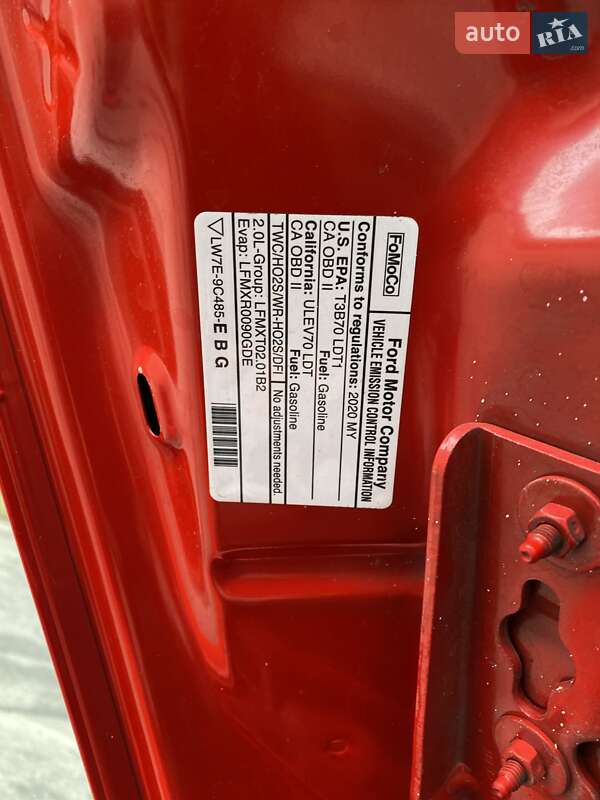 auto RIA.com
FoMoCo
Ford Motor Company
VEHICLE EMISSION CONTROL INFORMATION
Conforms to regulations: 2020 MY
U.S. EPA: T3B70 LDT1 Fuel: Gasoline
CA OBD II
California: ULEV70 LDT Fuel: Gasoline
CA OBD II
TWC/HO2S/WR-HO2S/DFI No adjustments needed.
2.0L-Group: LFMXT02.01B2
Evap: LFMXR0090GDE
LW7E-9C485-E B G